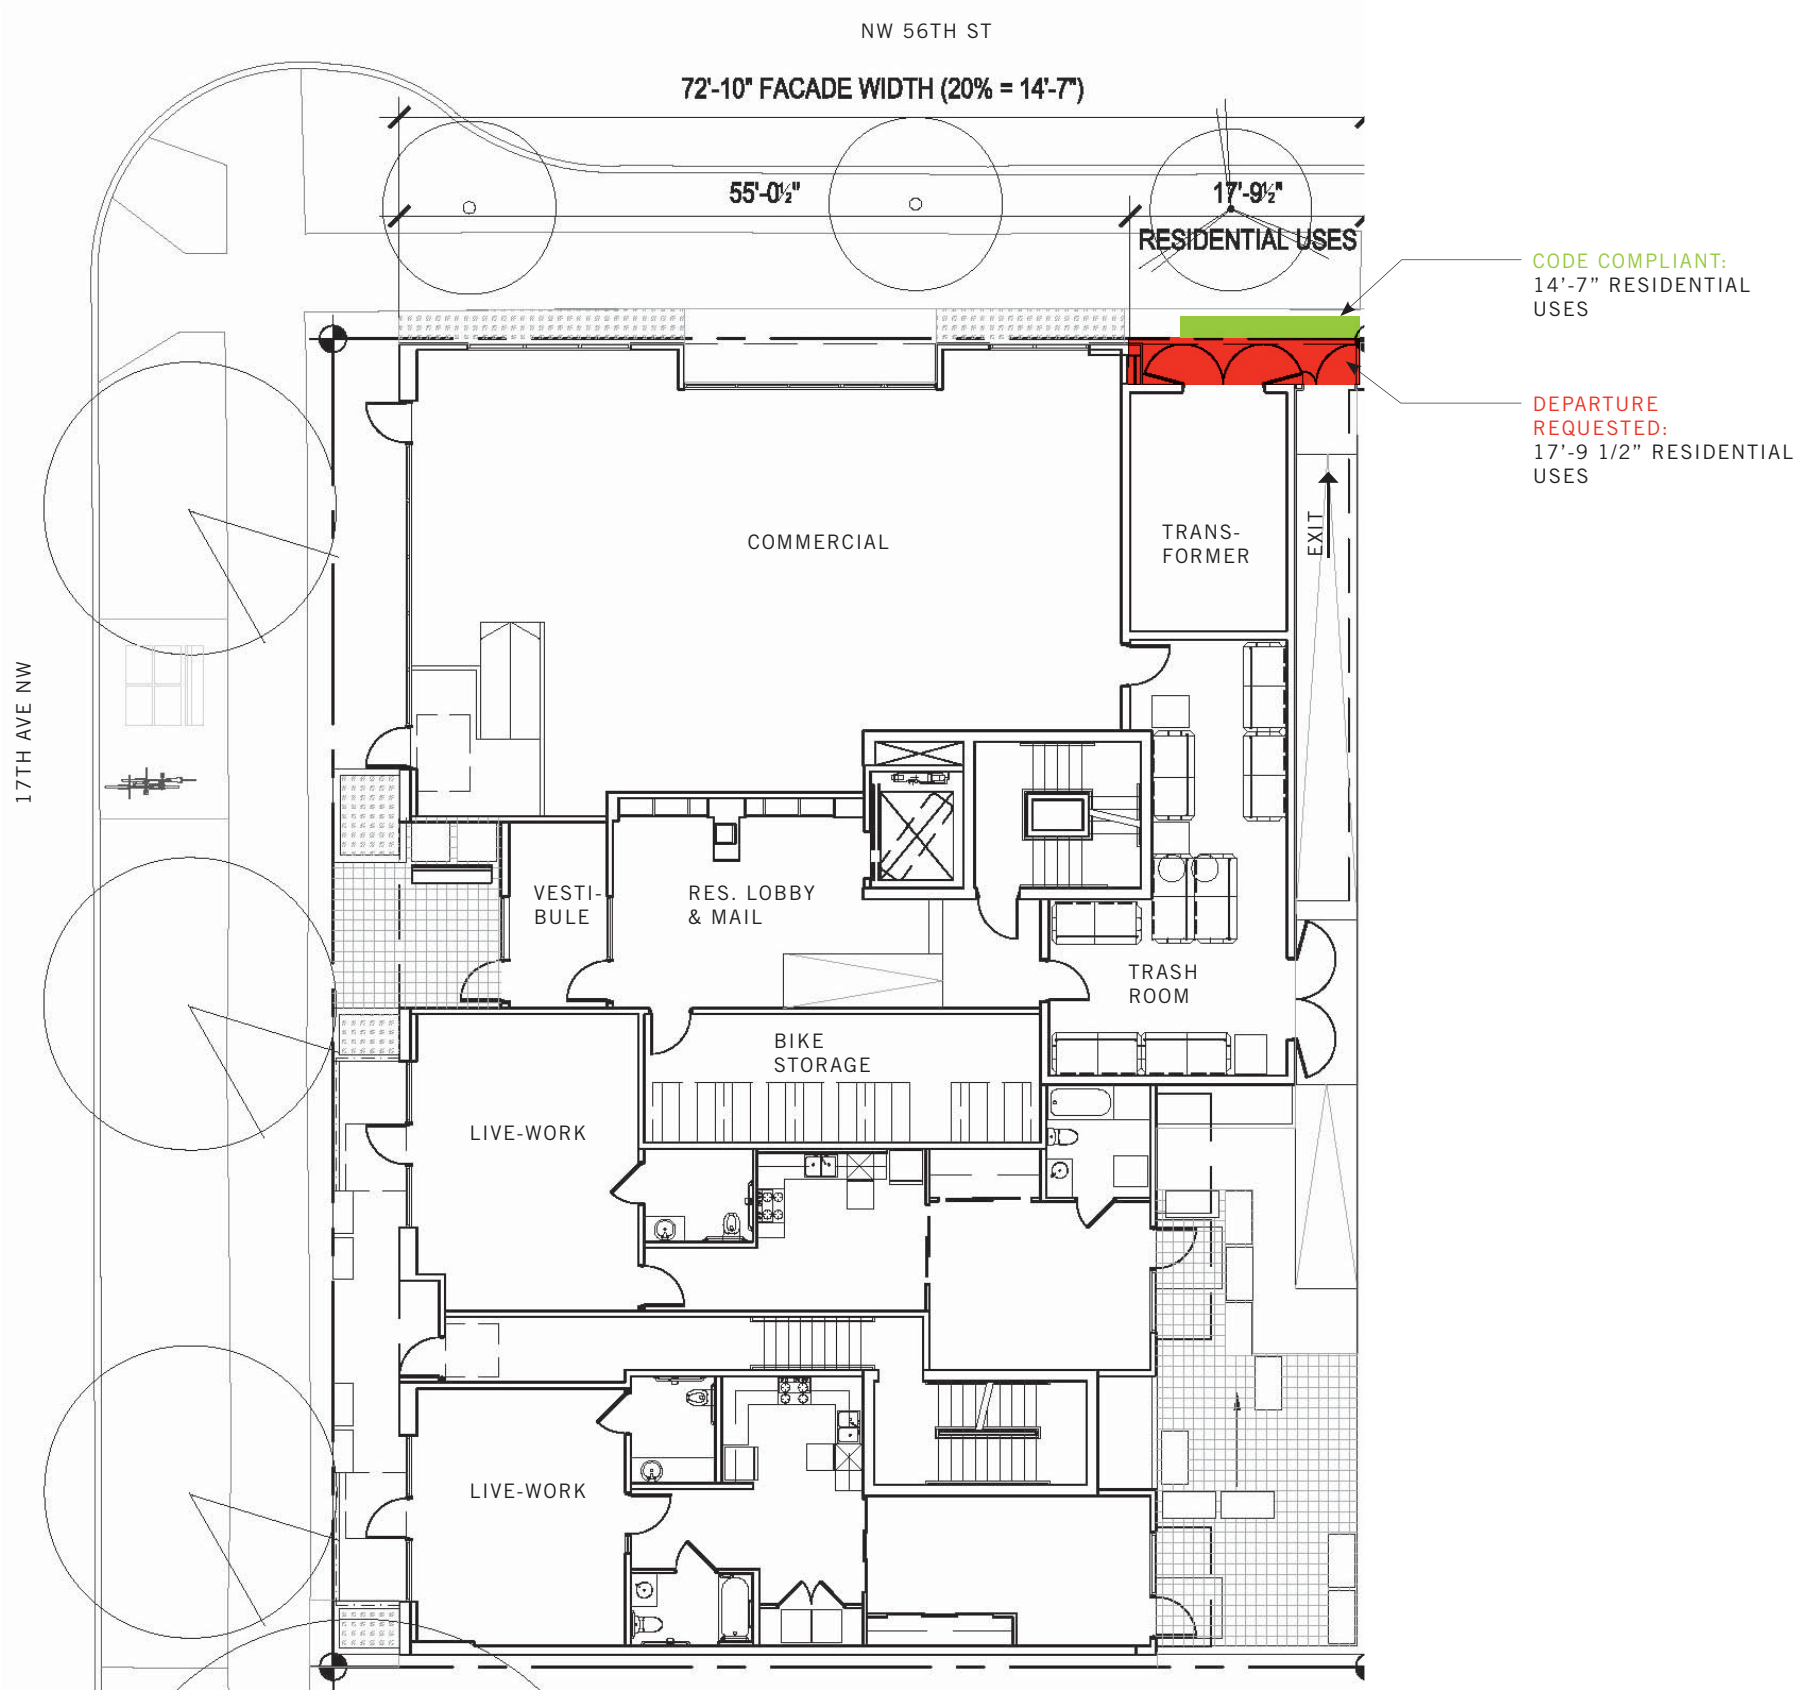 NW 56TH ST
72'-10" FACADE WIDTH (20% = 14'-7")
55'-0½"
17'-9½"
RESIDENTIAL USES
CODE COMPLIANT:
14'-7" RESIDENTIAL
USES
DEPARTURE
REQUESTED:
17'-9 1/2" RESIDENTIAL
USES
COMMERCIAL
TRANS-
FORMER
EXIT
17TH AVE NW
VESTI-
BULE
RES. LOBBY
& MAIL
TRASH
ROOM
BIKE
STORAGE
LIVE-WORK
LIVE-WORK